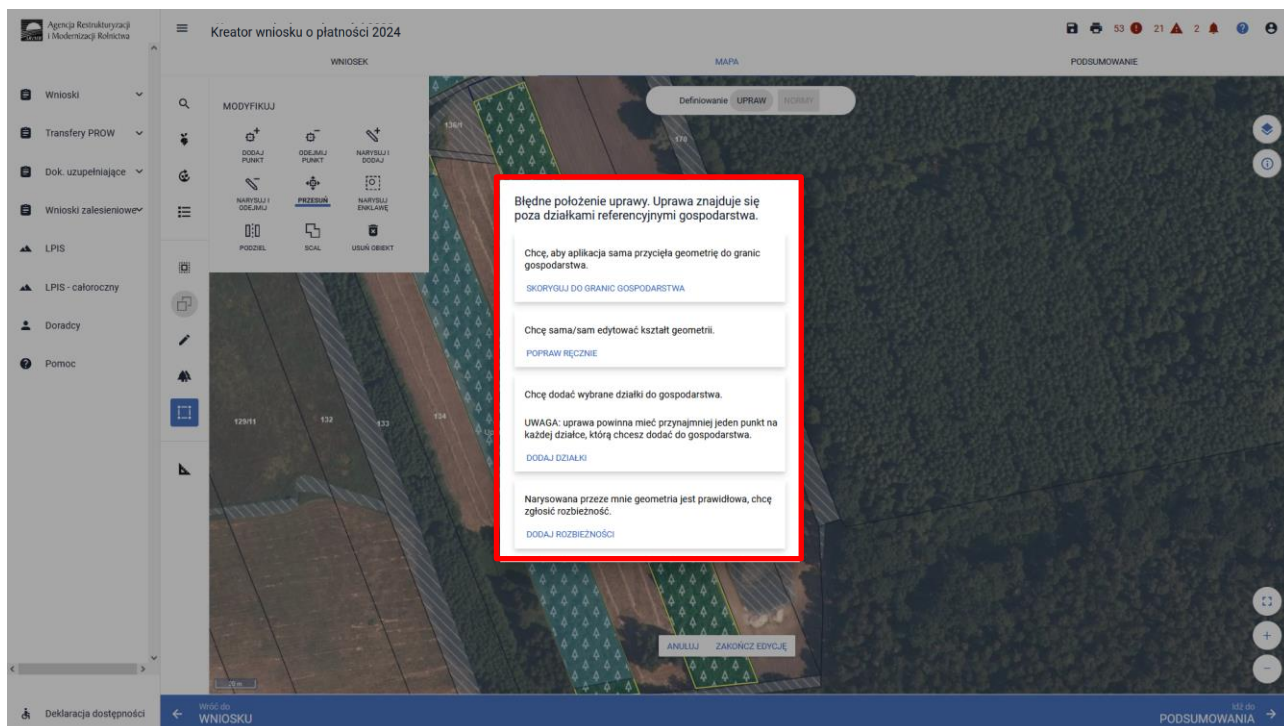 Agencja Restrukturyzacji
i Modernizacji Rolnictwa
Kreator wniosku o płatności 2024
53
21
2
WNIOSEK
MAPA
PODSUMOWANIE
Wnioski
Transfery PROW
Dok. uzupełniające
Wnioski zalesieniowe
LPIS
LPIS - całoroczny
Doradcy
Pomoc
Deklaracja dostępności
MODYFIKUJ
DODAJ
PUNKT
ODEJMIJ
PUNKT
NARYSUJ I
DODAJ
NARYSUJ I
ODEJMIJ
PRZESUŃ
NARYSUJ
ENKLAWĘ
PODZIEL
SCAL
USUŃ OBIEKT
Definiowanie UPRAW NORMY
136/1
170
129/11
132
133
134
Błędne położenie uprawy. Uprawa znajduje się
poza działkami referencyjnymi gospodarstwa.
Chcę, aby aplikacja sama przycięła geometrię do granic
gospodarstwa.
SKORYGUJ DO GRANIC GOSPODARSTWA
Chcę sama/sam edytować kształt geometrii.
POPRAW RĘCZNIE
Chcę dodać wybrane działki do gospodarstwa.
UWAGA: uprawa powinna mieć przynajmniej jeden punkt na
każdej działce, którą chcesz dodać do gospodarstwa.
DODAJ DZIAŁKI
Narysowana przeze mnie geometria jest prawidłowa, chcę
zgłosić rozbieżność.
DODAJ ROZBIEŻNOŚCI
ANULUJ ZAKOŃCZ EDYCJĘ
20 m
Wróć do
WNIOSKU
Idź do
PODSUMOWANIA